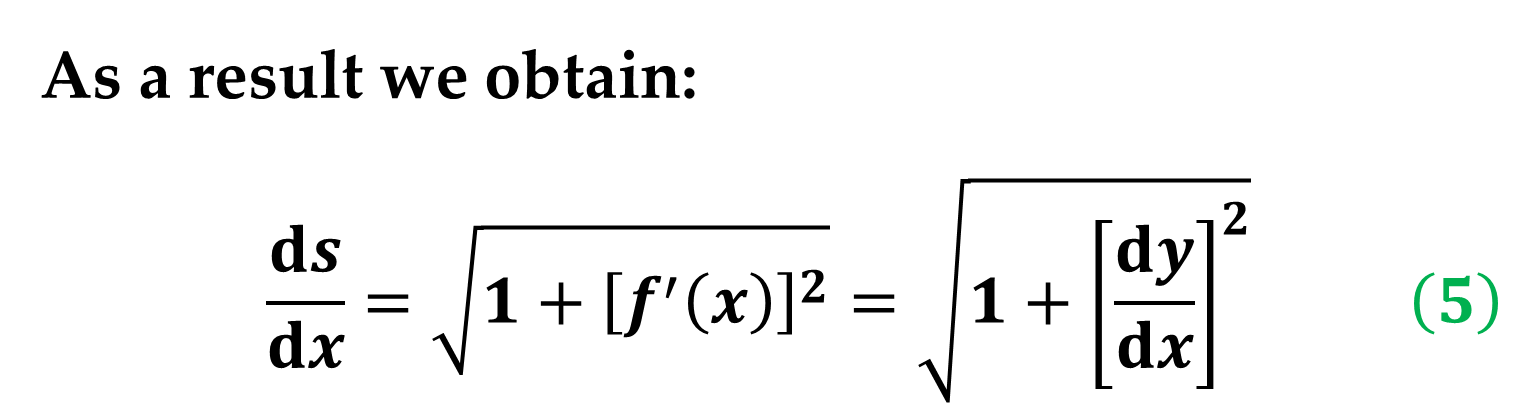 As a result we obtain:
ds/dx = √(1 + [f′(x)]²) = √(1 + [dy/dx]²) (5)